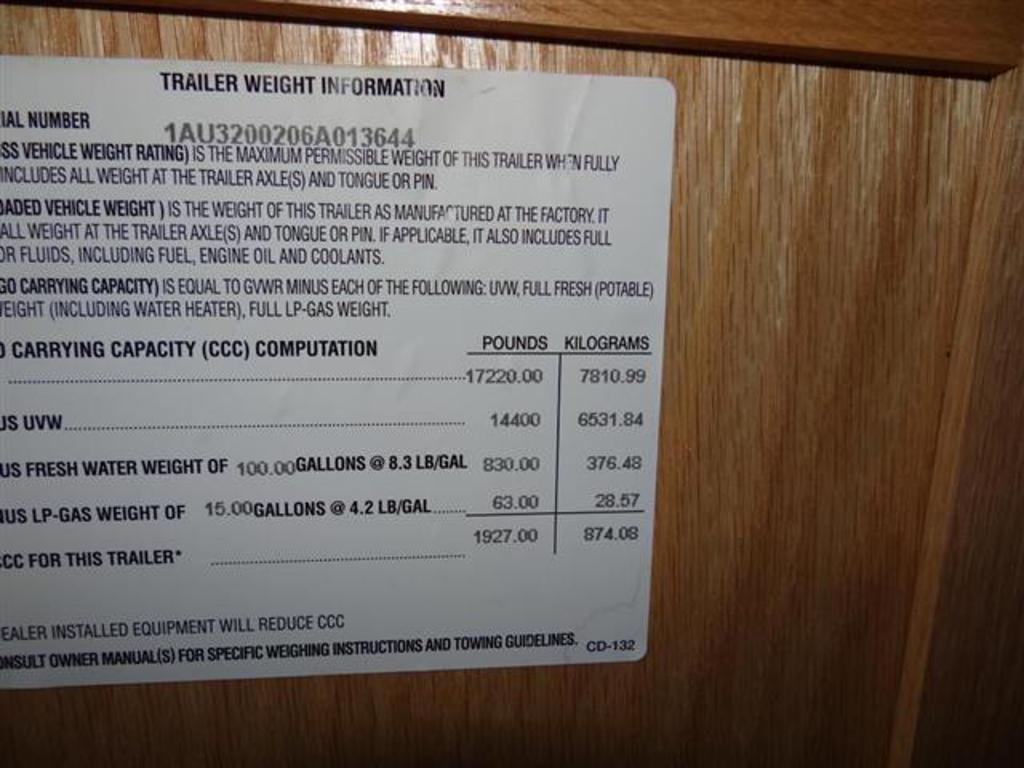 TRAILER WEIGHT INFORMATION
IAL NUMBER 1AU3200206A013644
SS VEHICLE WEIGHT RATING) IS THE MAXIMUM PERMISSIBLE WEIGHT OF THIS TRAILER WHEN FULLY
INCLUDES ALL WEIGHT AT THE TRAILER AXLE(S) AND TONGUE OR PIN.
OADED VEHICLE WEIGHT ) IS THE WEIGHT OF THIS TRAILER AS MANUFACTURED AT THE FACTORY. IT
ALL WEIGHT AT THE TRAILER AXLE(S) AND TONGUE OR PIN. IF APPLICABLE, IT ALSO INCLUDES FULL
OR FLUIDS, INCLUDING FUEL, ENGINE OIL AND COOLANTS.
GO CARRYING CAPACITY) IS EQUAL TO GVWR MINUS EACH OF THE FOLLOWING: UVW, FULL FRESH (POTABLE)
EIGHT (INCLUDING WATER HEATER), FULL LP-GAS WEIGHT.
O CARRYING CAPACITY (CCC) COMPUTATION POUNDS KILOGRAMS
17220.00 7810.99
US UVW 14400 6531.84
US FRESH WATER WEIGHT OF 100.00 GALLONS @ 8.3 LB/GAL 830.00 376.48
NUS LP-GAS WEIGHT OF 15.00 GALLONS @ 4.2 LB/GAL 63.00 28.57
CCC FOR THIS TRAILER* 1927.00 874.08
EALER INSTALLED EQUIPMENT WILL REDUCE CCC
ONSULT OWNER MANUAL(S) FOR SPECIFIC WEIGHING INSTRUCTIONS AND TOWING GUIDELINES. CD-132